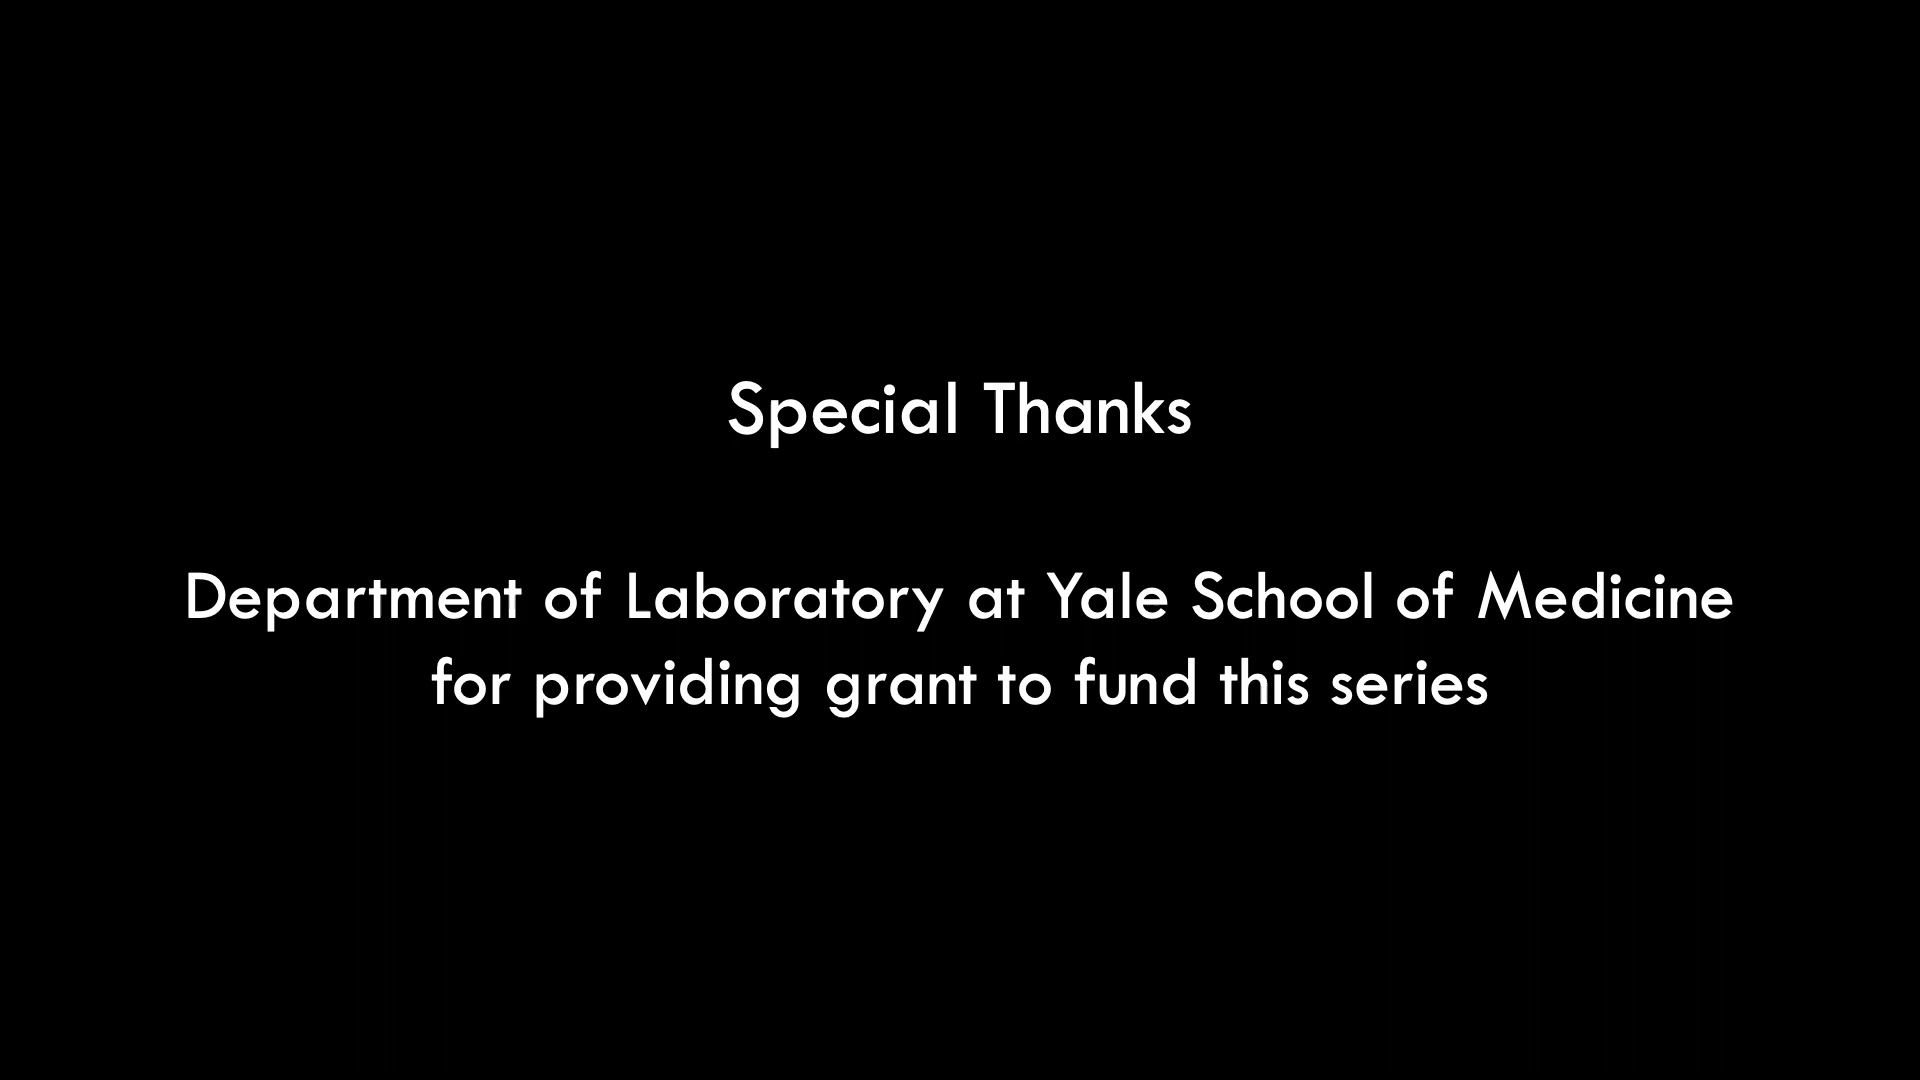 Special Thanks
Department of Laboratory at Yale School of Medicine
for providing grant to fund this series